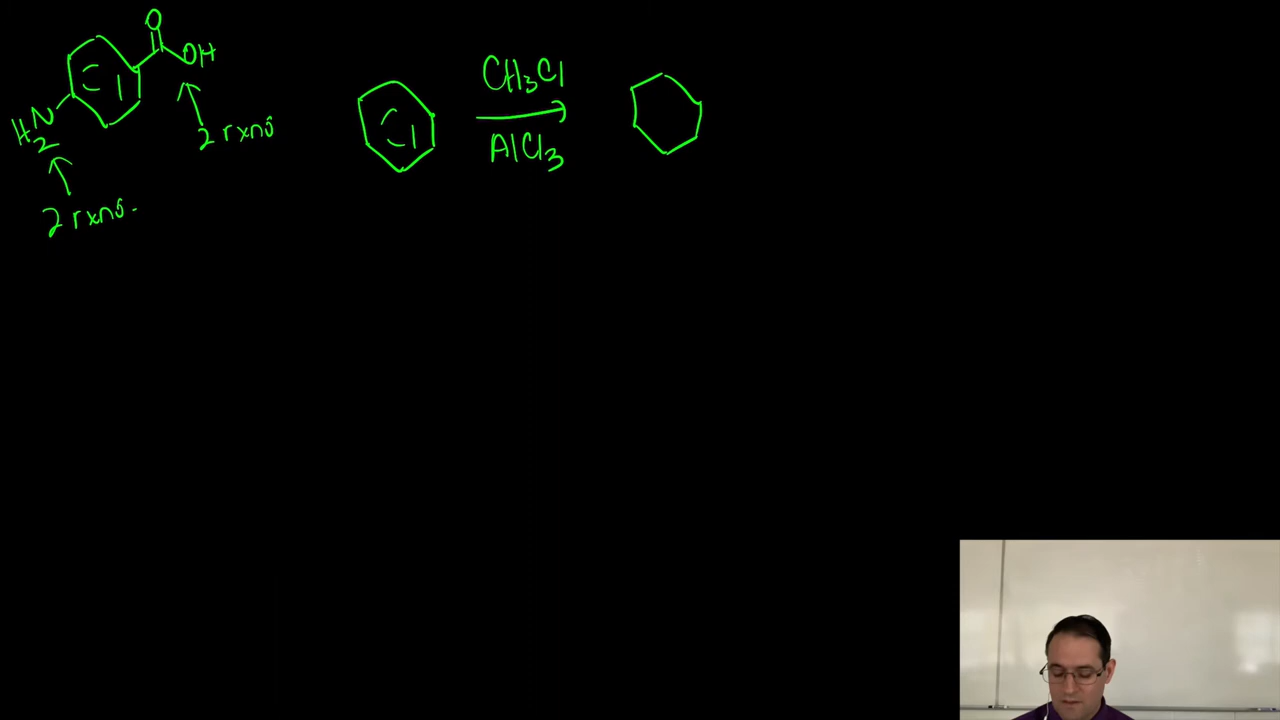 O
OH
H2N
2 rxns
2 rxns.
CH3Cl
AlCl3